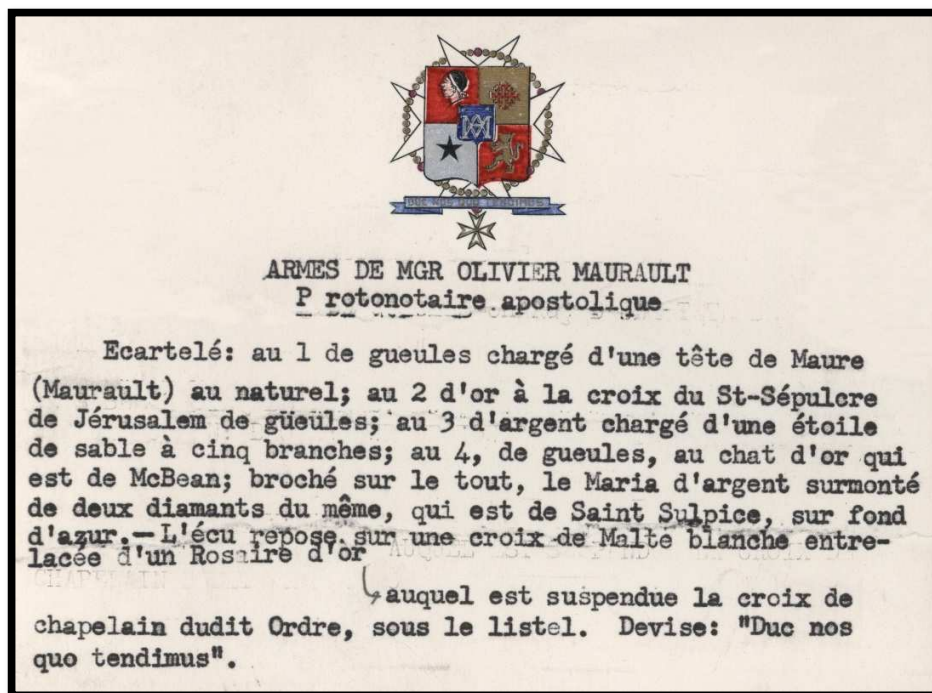 DUC NOS QUO TENDIMUS
ARMES DE MGR OLIVIER MAURAULT
P rotonotaire apostolique
Ecartelé: au 1 de gueules chargé d'une tête de Maure
(Maurault) au naturel; au 2 d'or à la croix du St-Sépulcre
de Jérusalem de güeules; au 3 d'argent chargé d'une étoile
de sable à cinq branches; au 4, de gueules, au chat d'or qui
est de McBean; broché sur le tout, le Maria d'argent surmonté
de deux diamants du même, qui est de Saint Sulpice, sur fond
d'azur.— L'écu repose sur une croix de Malte blanche entre-
lacée d'un Rosaire d'or
auquel est suspendue la croix de
chapelain dudit Ordre, sous le listel. Devise: "Duc nos
quo tendimus".